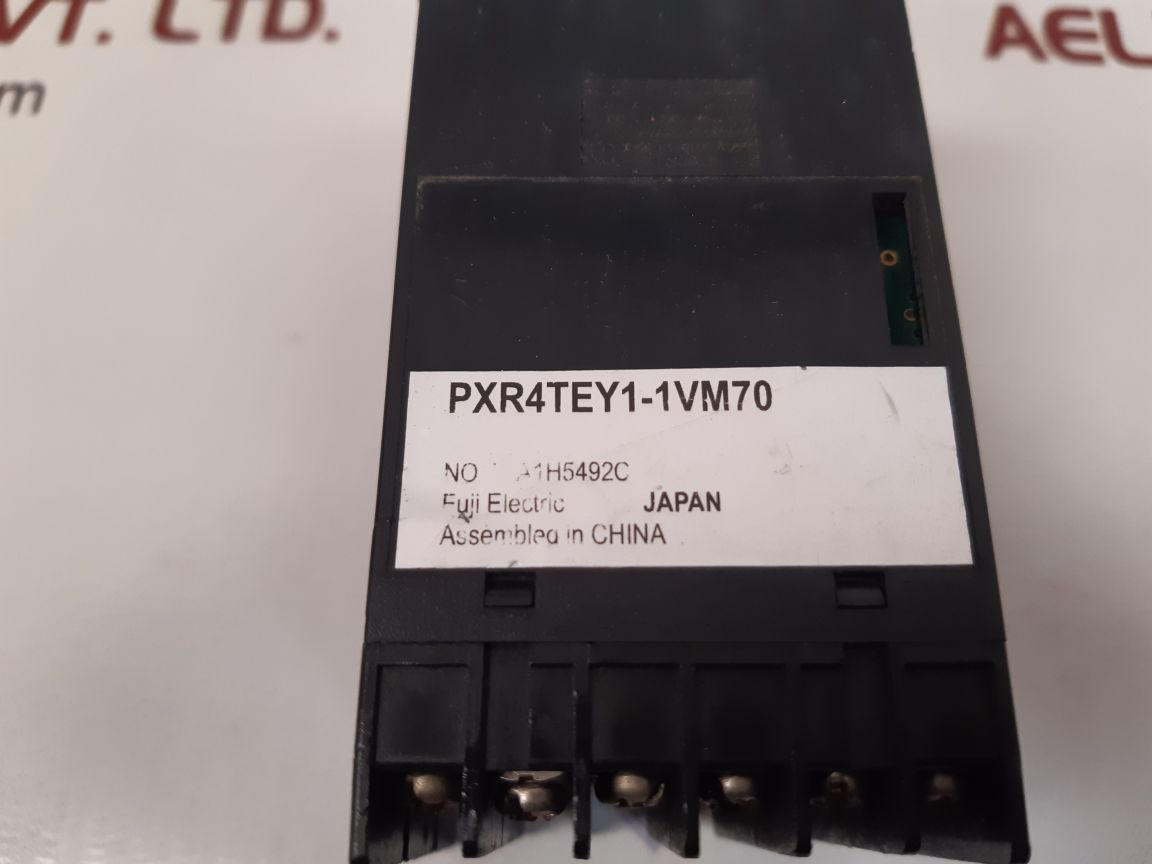 VT. LTD.
AEL
m
PXR4TEY1-1VM70
NO A1H5492C
Fuji Electric JAPAN
Assembled in CHINA